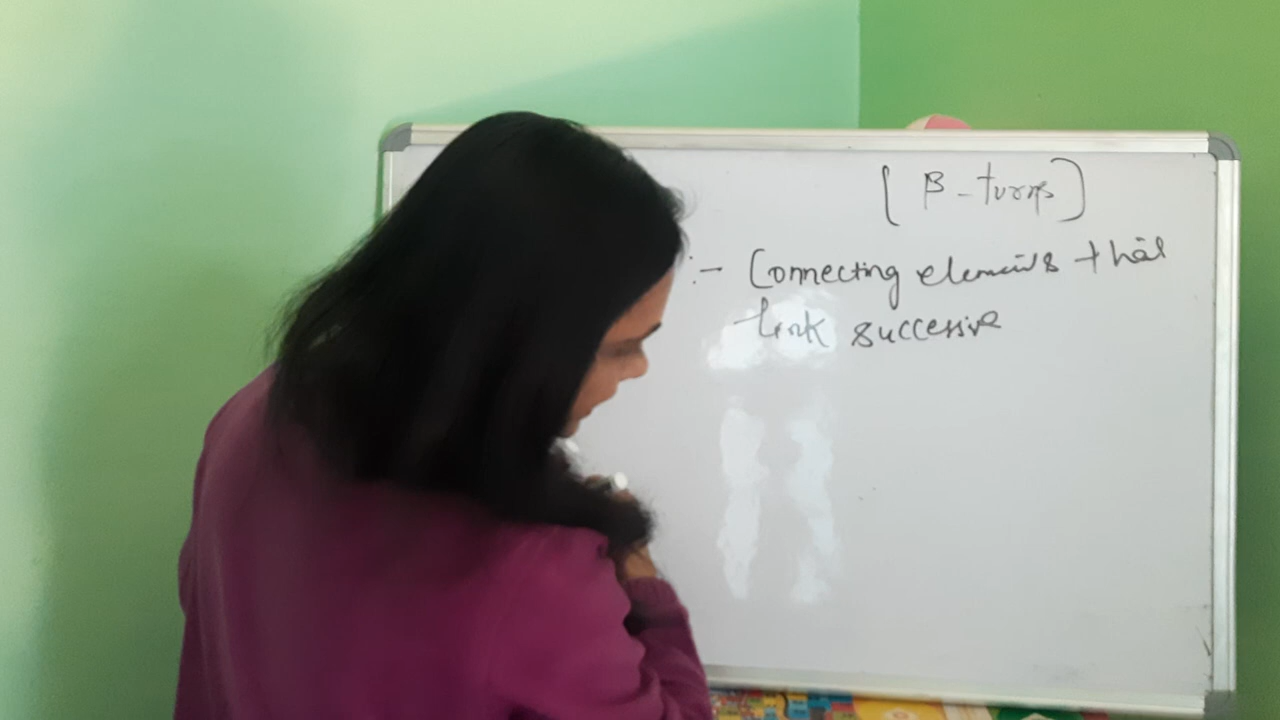 [ β - turns ]
:- Connecting elements that
link successive